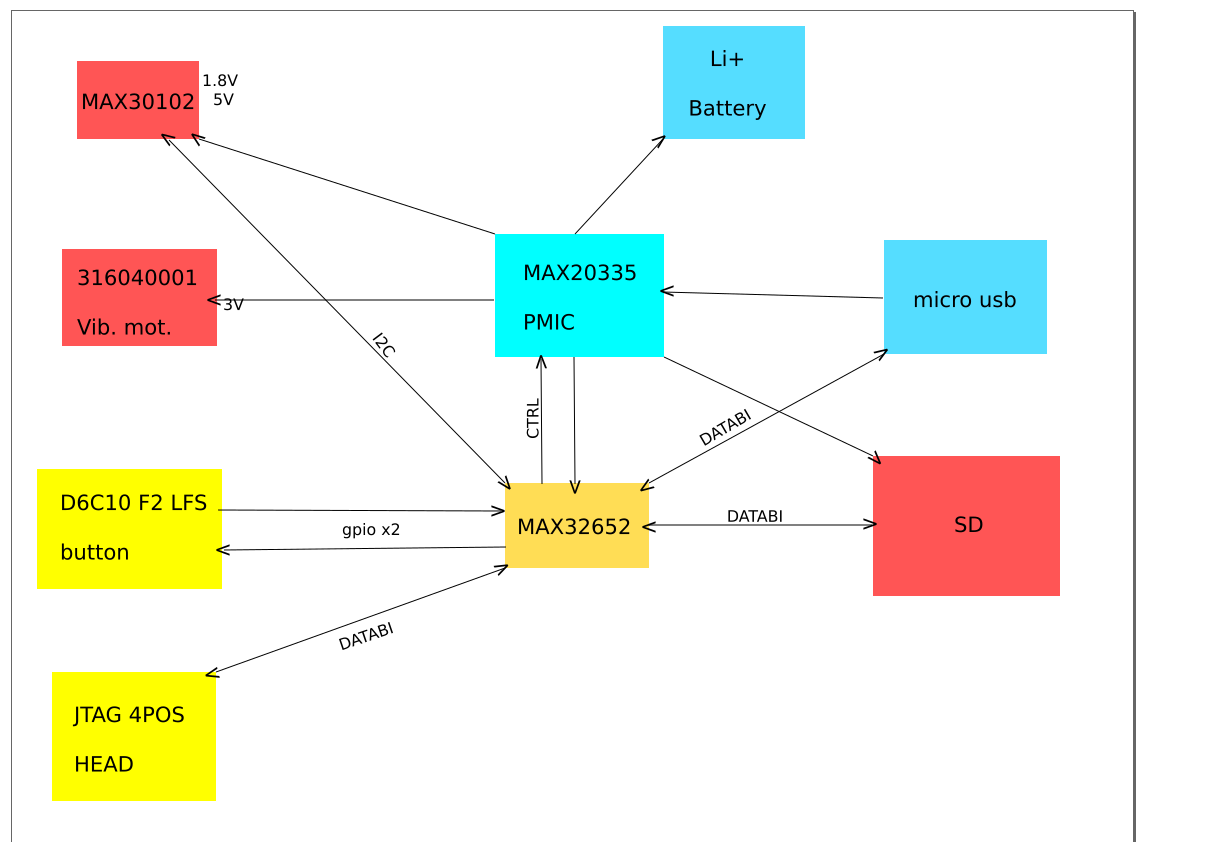 Li+
Battery
MAX30102
1.8V
5V
316040001
Vib. mot.
3V
MAX20335
PMIC
micro usb
I2C
CTRL
DATABI
D6C10 F2 LFS
button
gpio x2
MAX32652
DATABI
SD
DATABI
JTAG 4POS
HEAD